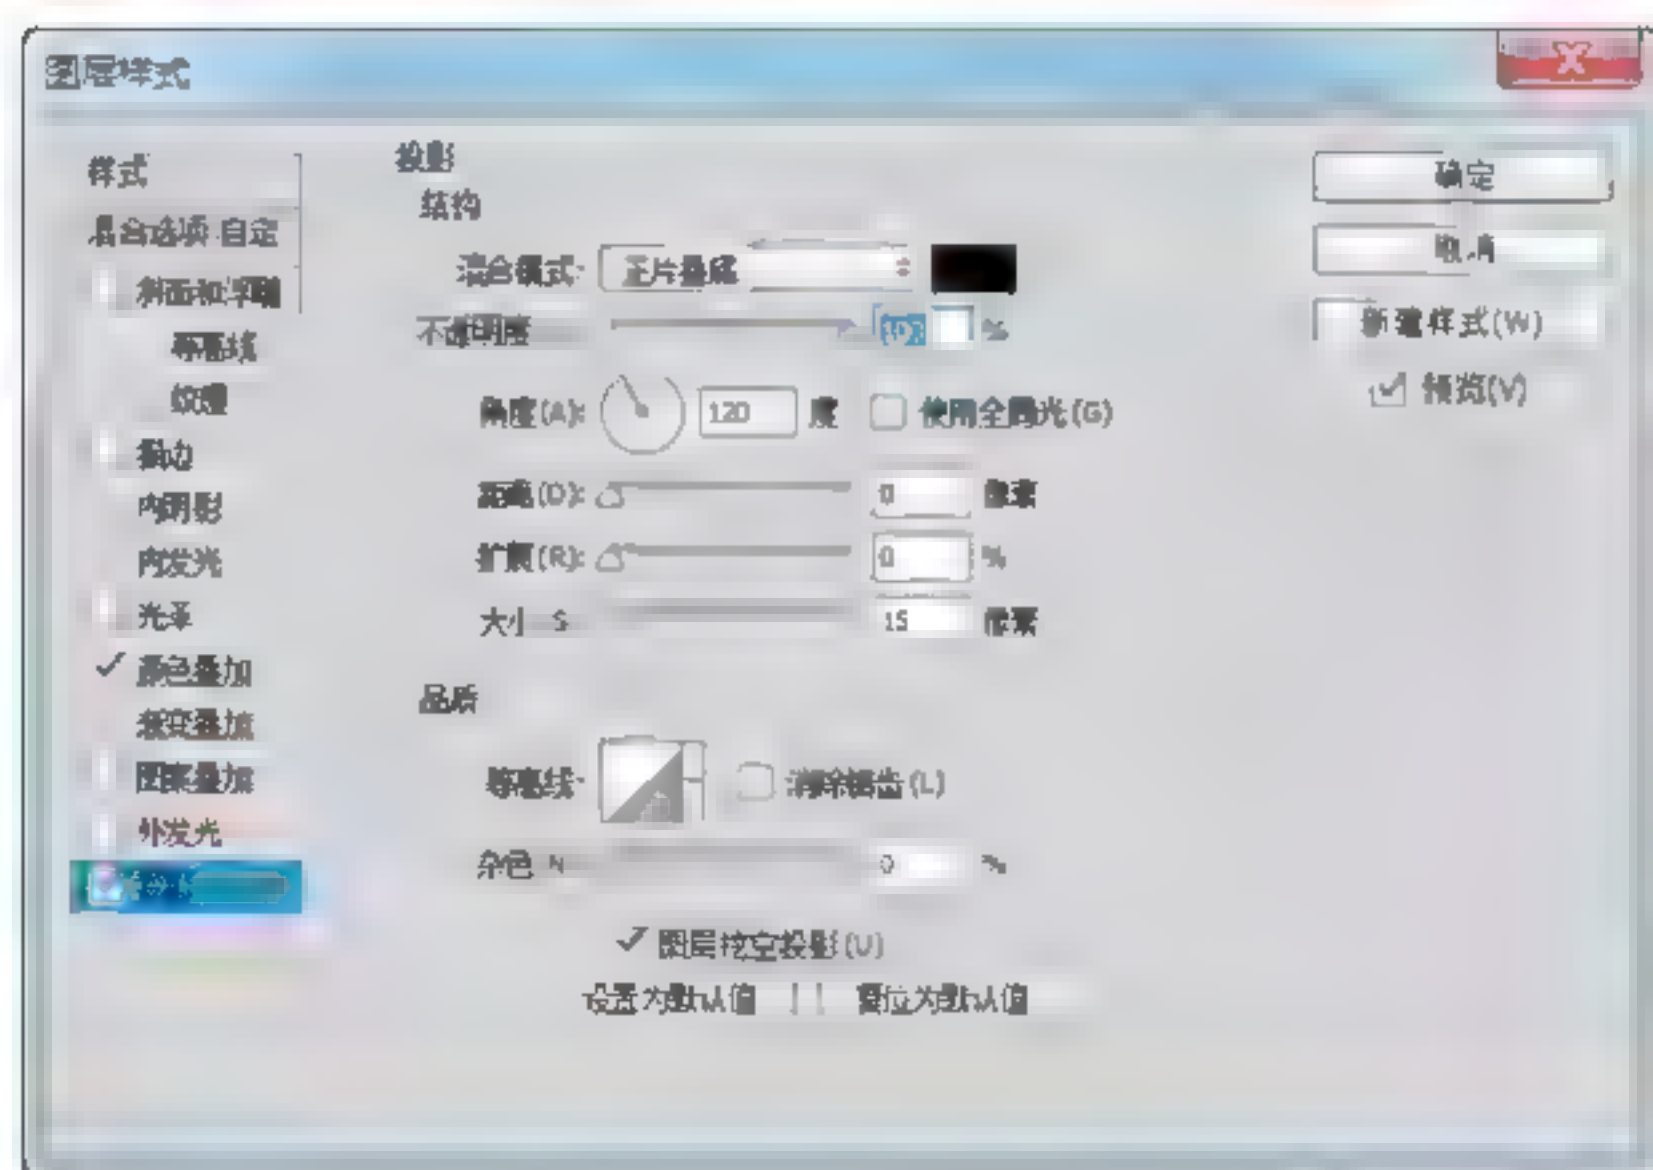 图层样式
样式
混合选项:自定
斜面和浮雕
等高线
纹理
描边
内阴影
内发光
光泽
颜色叠加
渐变叠加
图案叠加
外发光
投影
结构
混合模式: 正片叠底
不透明度 %
角度(A): 120 度 使用全局光(G)
距离(D): 0 像素
扩展(R): 0 %
大小 S 15 像素
品质
等高线: 消除锯齿(L)
杂色 N 0 %
图层挖空投影(U)
设置为默认值 复位为默认值
确定
取消
新建样式(W)
预览(V)